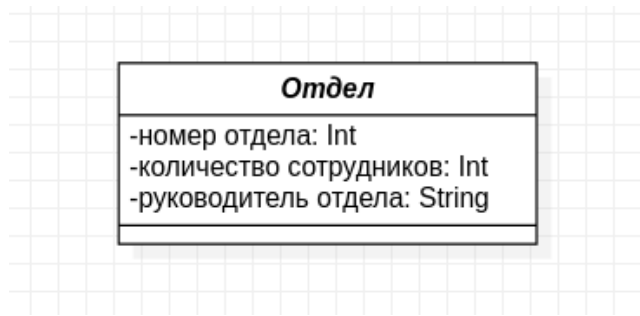 Отдел
-номер отдела: Int
-количество сотрудников: Int
-руководитель отдела: String